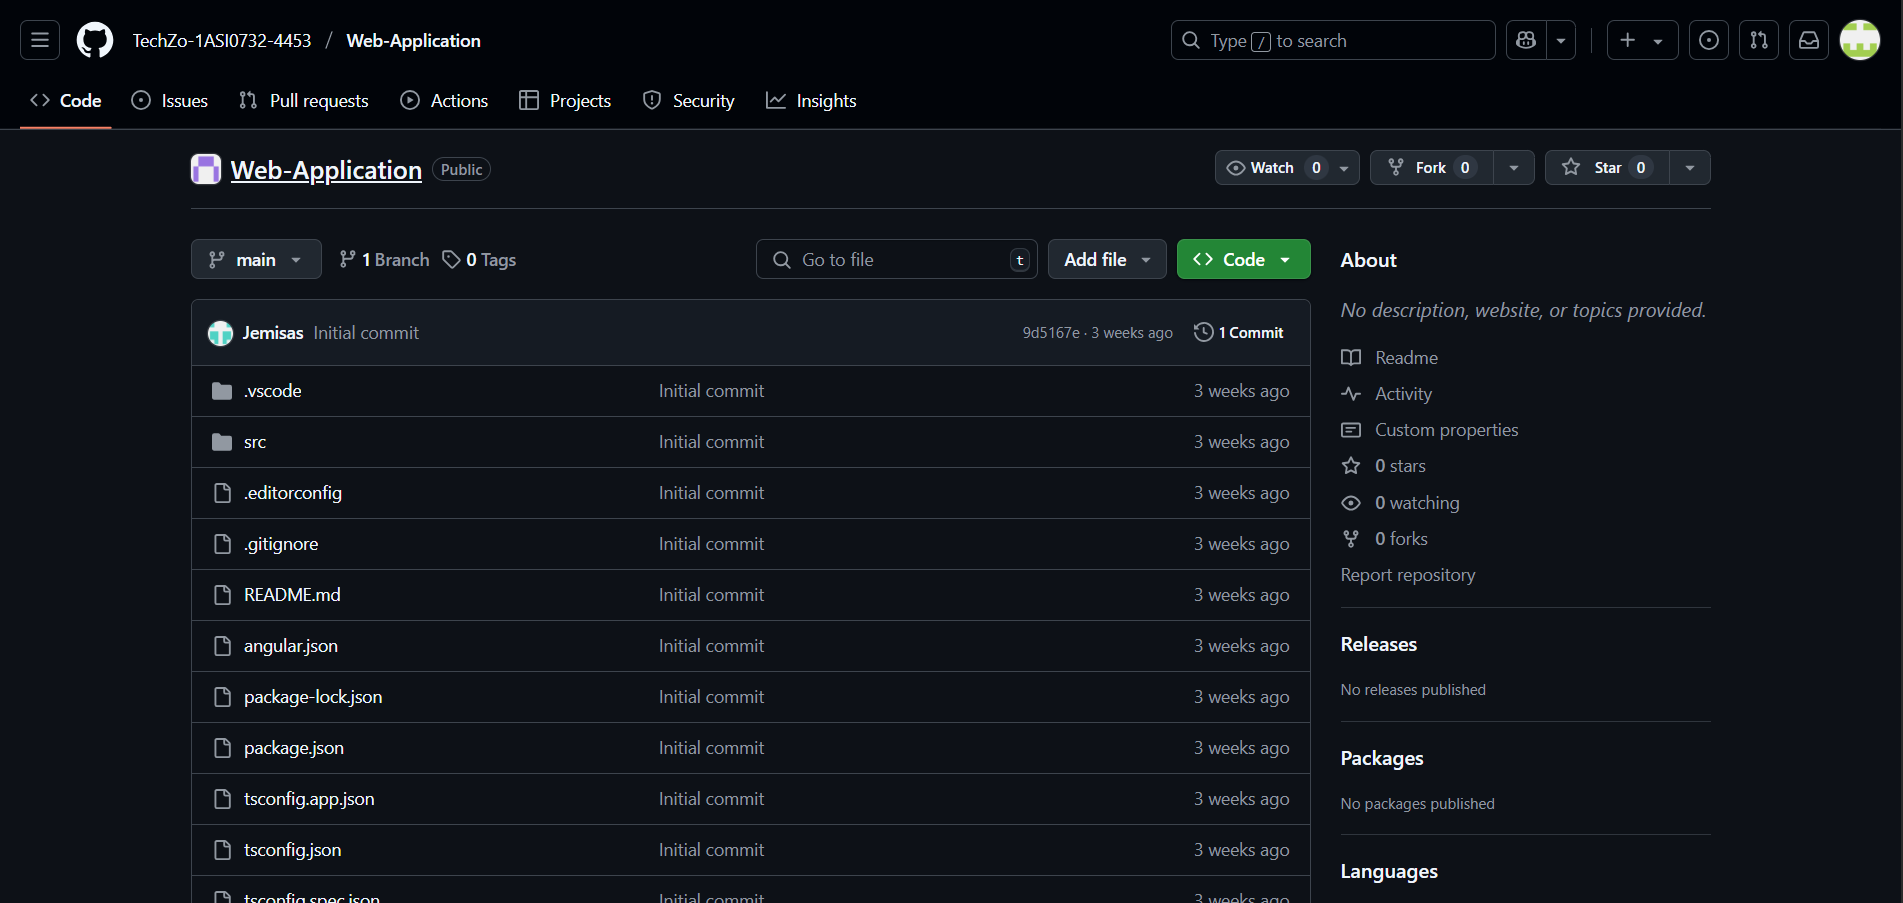 TechZo-1ASI0732-4453 / Web-Application
Type / to search
Code Issues Pull requests Actions Projects Security Insights
Web-Application Public
Watch 0 Fork 0 Star 0
main 1 Branch 0 Tags
Go to file t Add file Code
Jemisas Initial commit 9d5167e · 3 weeks ago 1 Commit
.vscode Initial commit 3 weeks ago
src Initial commit 3 weeks ago
.editorconfig Initial commit 3 weeks ago
.gitignore Initial commit 3 weeks ago
README.md Initial commit 3 weeks ago
angular.json Initial commit 3 weeks ago
package-lock.json Initial commit 3 weeks ago
package.json Initial commit 3 weeks ago
tsconfig.app.json Initial commit 3 weeks ago
tsconfig.json Initial commit 3 weeks ago
tsconfig.spec.json Initial commit 3 weeks ago
About
No description, website, or topics provided.
Readme
Activity
Custom properties
0 stars
0 watching
0 forks
Report repository
Releases
No releases published
Packages
No packages published
Languages